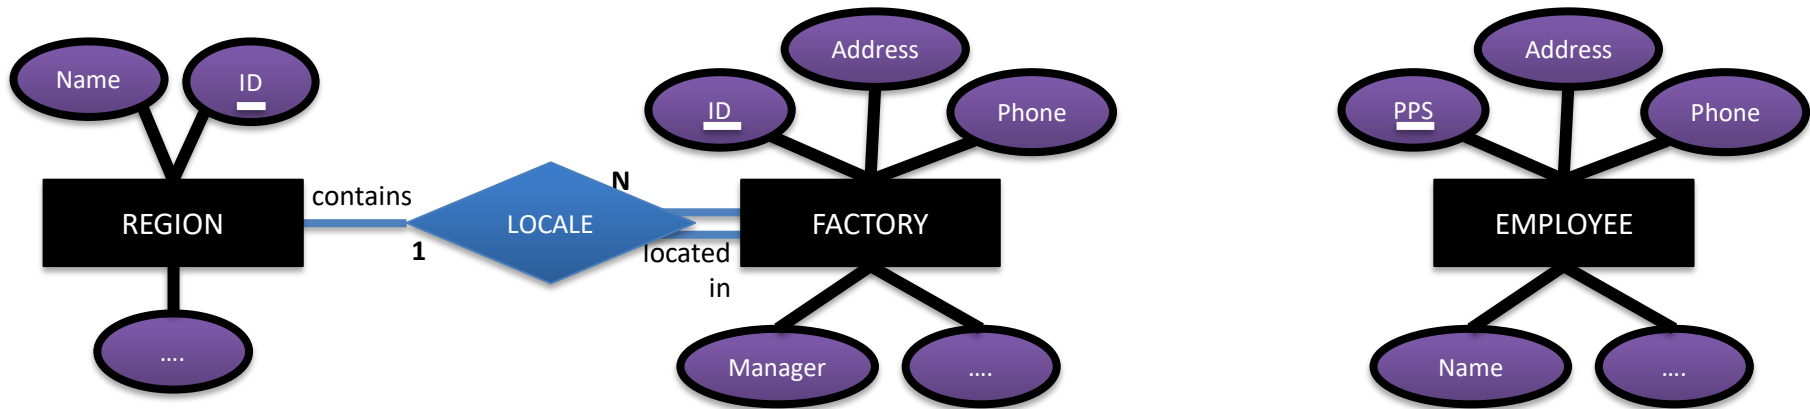 Name
ID
REGION
....
contains
1
LOCALE
N
located
in
Address
ID
Phone
FACTORY
Manager
....
Address
PPS
Phone
EMPLOYEE
Name
....